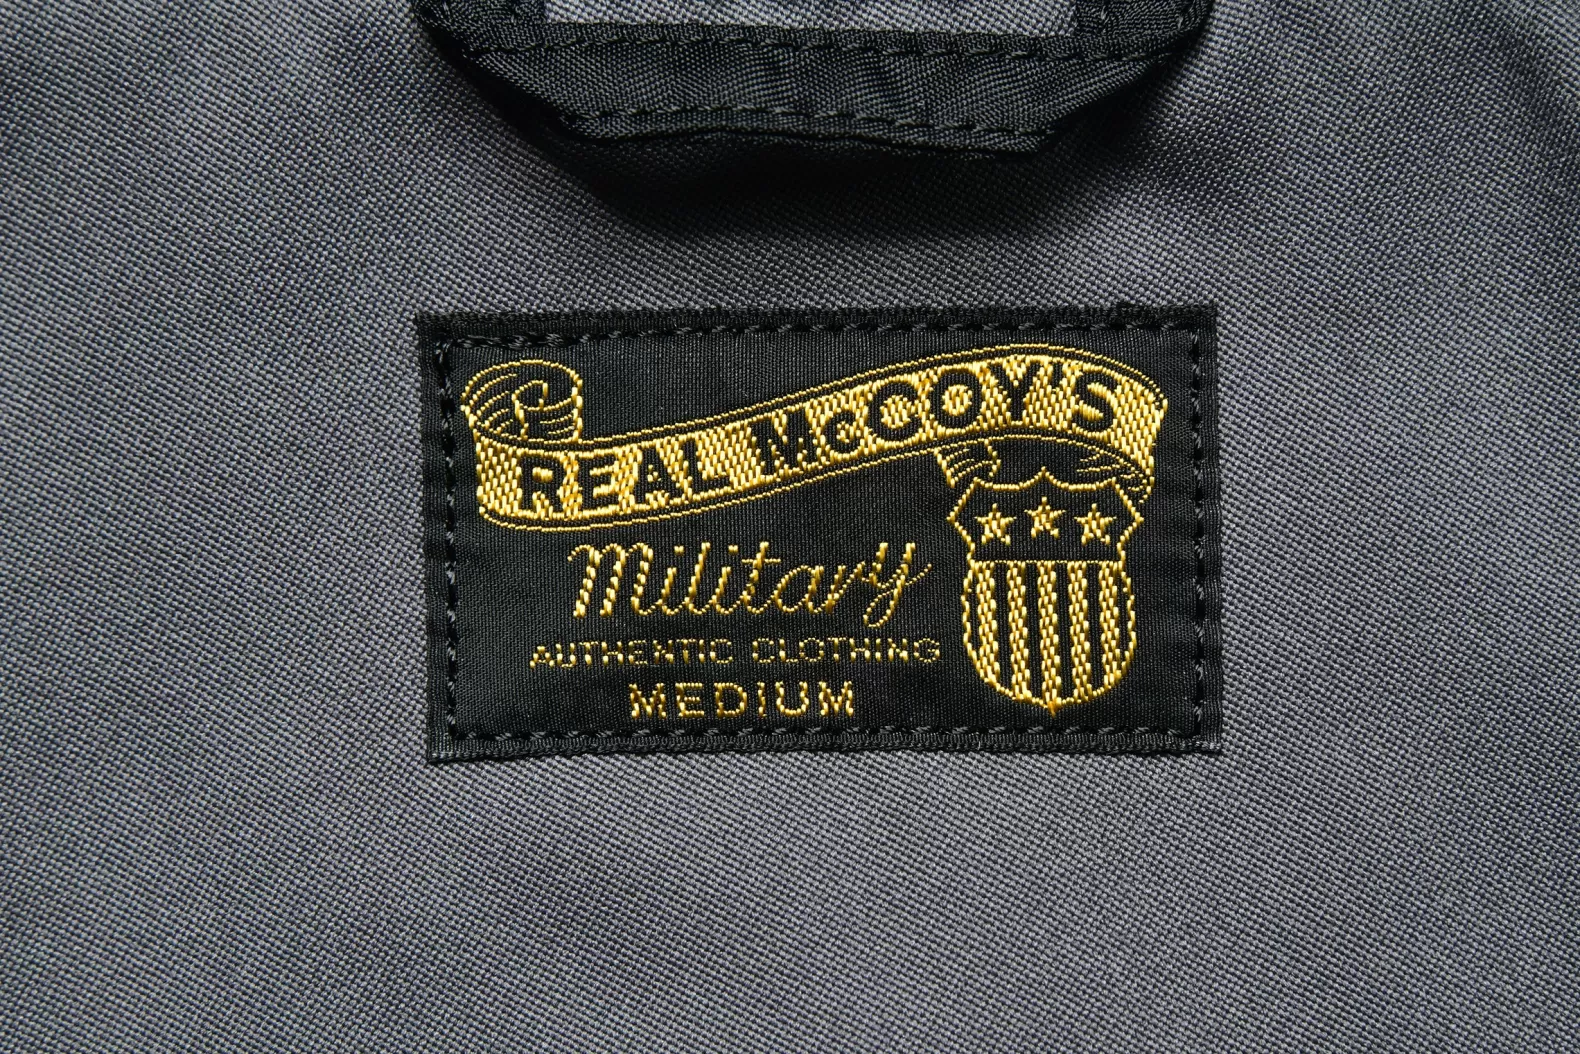 REAL McCOY'S
Military
AUTHENTIC CLOTHING
MEDIUM